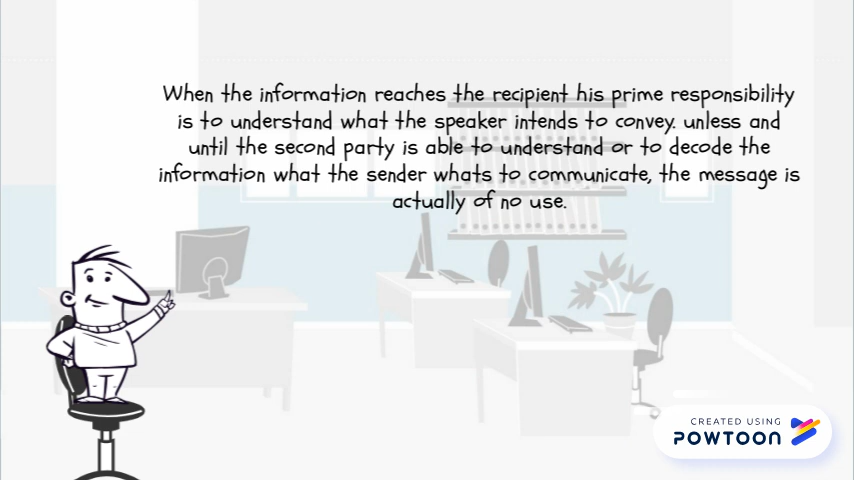 When the information reaches the recipient his prime responsibility
is to understand what the speaker intends to convey. unless and
until the second party is able to understand or to decode the
information what the sender whats to communicate, the message is
actually of no use.
CREATED USING
POWTOON